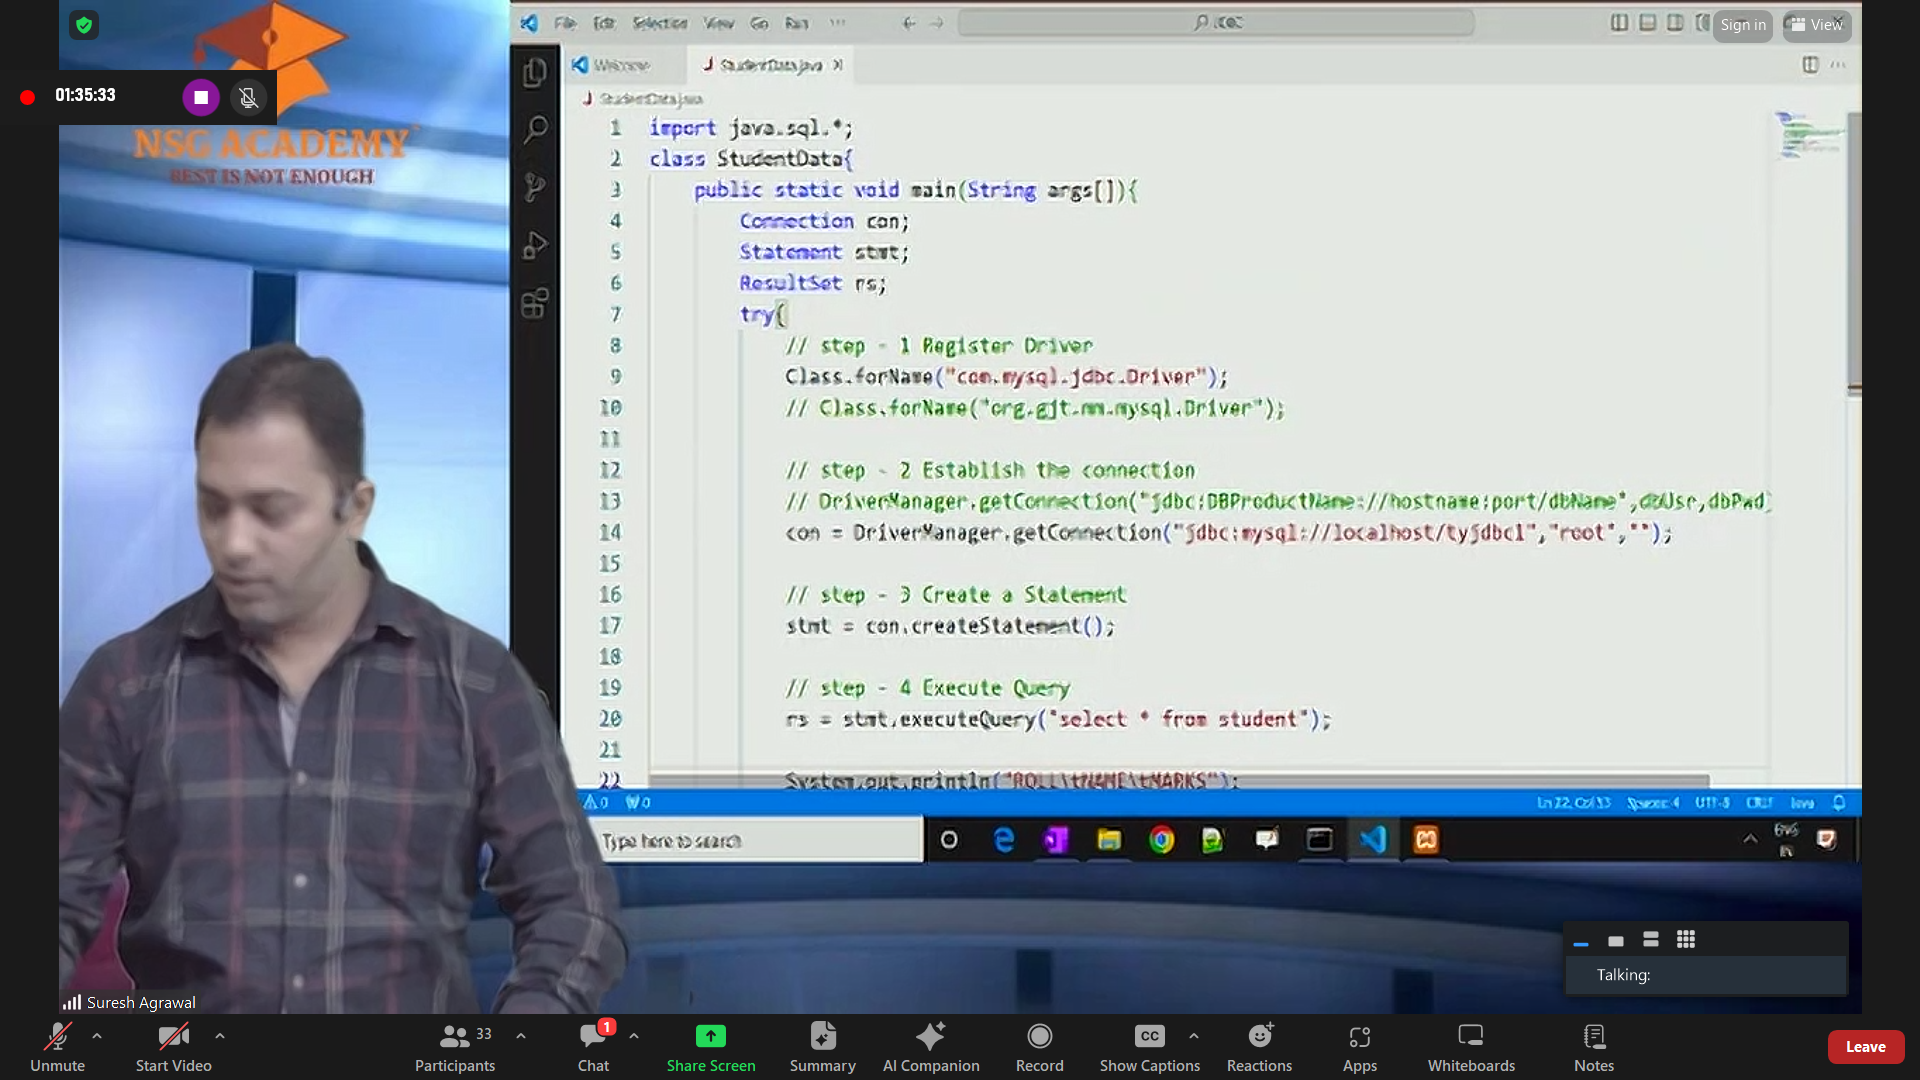 Sign in
View
File Edit Selection View Go Run ...
JDBC
01:35:33
NSG ACADEMY
BEST IS NOT ENOUGH
Welcome
StudentData.java
StudentData.java
1 import java.sql.*;
2 class StudentData{
3 public static void main(String args[]){
4 Connection con;
5 Statement stmt;
6 ResultSet rs;
7 try{
8 // step - 1 Register Driver
9 Class.forName("com.mysql.jdbc.Driver");
10 // Class.forName("org.gjt.mm.mysql.Driver");
11
12 // step - 2 Establish the connection
13 // DriverManager.getConnection("jdbc:DBProductName://hostname:port/dbName",dbUsr,dbPwd)
14 con = DriverManager.getConnection("jdbc:mysql://localhost/tyjdbc1","root","");
15
16 // step - 3 Create a Statement
17 stmt = con.createStatement();
18
19 // step - 4 Execute Query
20 rs = stmt.executeQuery("select * from student");
21
22 System.out.println("ROLL\tNAME\tMARKS");
0 0
Ln 22, Col 33 Spaces: 4 UTF-8 CRLF Java
Type here to search
Talking:
Suresh Agrawal
Unmute
Start Video
33
Participants
1
Chat
Share Screen
Summary
AI Companion
Record
CC
Show Captions
Reactions
Apps
Whiteboards
Notes
Leave